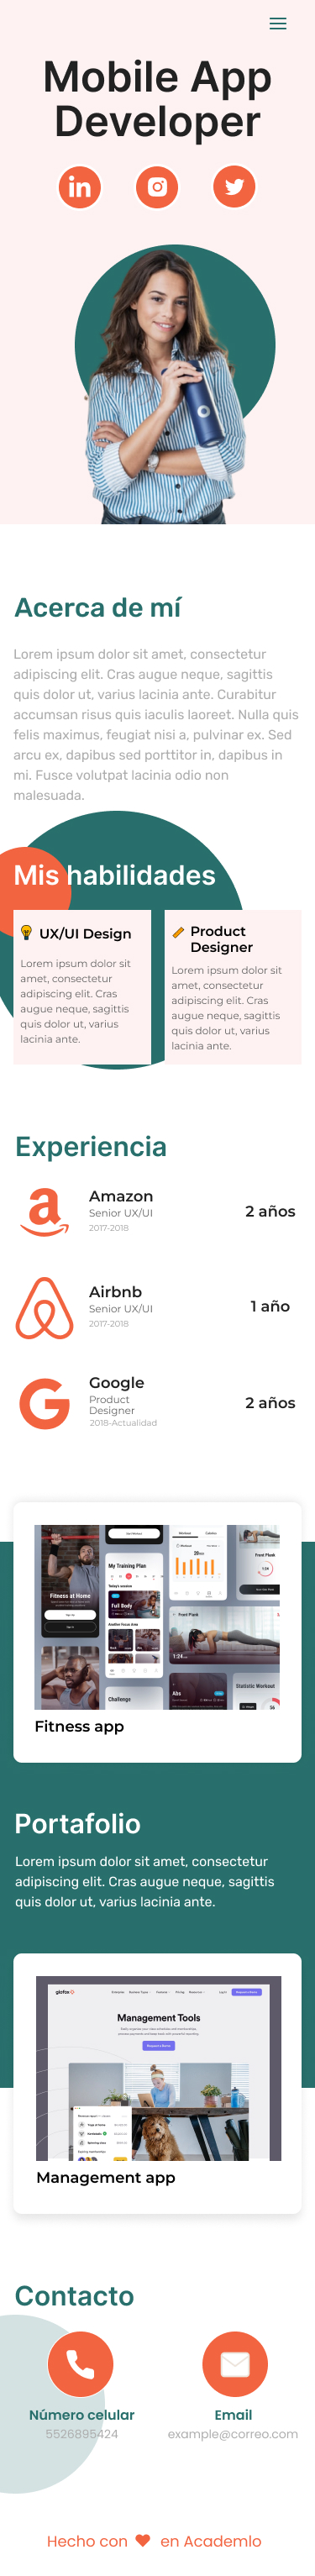 Mobile App
Developer
in
Acerca de mí
Lorem ipsum dolor sit amet, consectetur
adipiscing elit. Cras augue neque, sagittis
quis dolor ut, varius lacinia ante. Curabitur
accumsan risus quis iaculis laoreet. Nulla quis
felis maximus, feugiat nisi a, pulvinar ex. Sed
arcu ex, dapibus sed porttitor in, dapibus in
mi. Fusce volutpat lacinia odio non
malesuada.
Mis habilidades
UX/UI Design
Lorem ipsum dolor sit
amet, consectetur
adipiscing elit. Cras
augue neque, sagittis
quis dolor ut, varius
lacinia ante.
Product
Designer
Lorem ipsum dolor sit
amet, consectetur
adipiscing elit. Cras
augue neque, sagittis
quis dolor ut, varius
lacinia ante.
Experiencia
Amazon
Senior UX/UI
2017-2018
2 años
Airbnb
Senior UX/UI
2017-2018
1 año
Google
Product
Designer
2018-Actualidad
2 años
Fitness at Home
My Training Plan
Full Body
Challenge
Front Plank
Front Plank
1:24
Abs
Statistic Workout
Fitness app
Portafolio
Lorem ipsum dolor sit amet, consectetur
adipiscing elit. Cras augue neque, sagittis
quis dolor ut, varius lacinia ante.
glofox
Management Tools
Management app
Contacto
Número celular
5526895424
Email
example@correo.com
Hecho con en Academlo